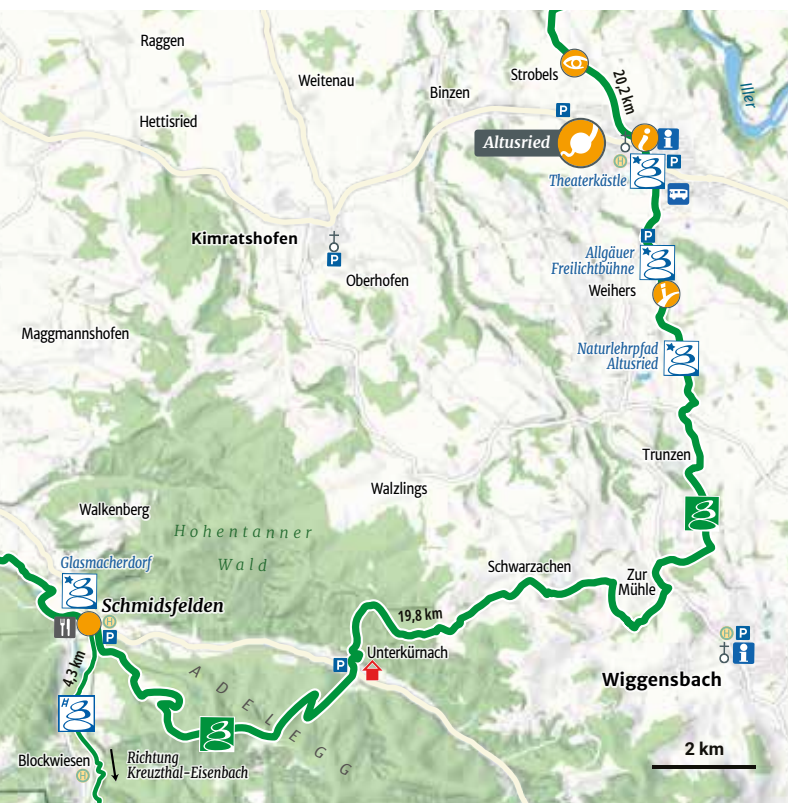 Raggen
Weitenau
Strobels
Binzen
20,2 km
Iller
Hettisried
P
Altusried
i
i
H
P
Theaterkästle
Kimratshofen
P
P
Allgäuer
Freilichtbühne
Oberhofen
Weihers
i
Maggmannshofen
Naturlehrpfad
Altusried
Trunzen
Walzlings
Walkenberg
Hohentanner
Wald
Glasmacherdorf
Schwarzachen
Zur
Mühle
Schmidsfelden
H
P
19,8 km
H P
i
Unterkürnach
P
4,3 km
ADELEGG
Wiggensbach
H
Blockwiesen
H
Richtung
Kreuzthal-Eisenbach
2 km